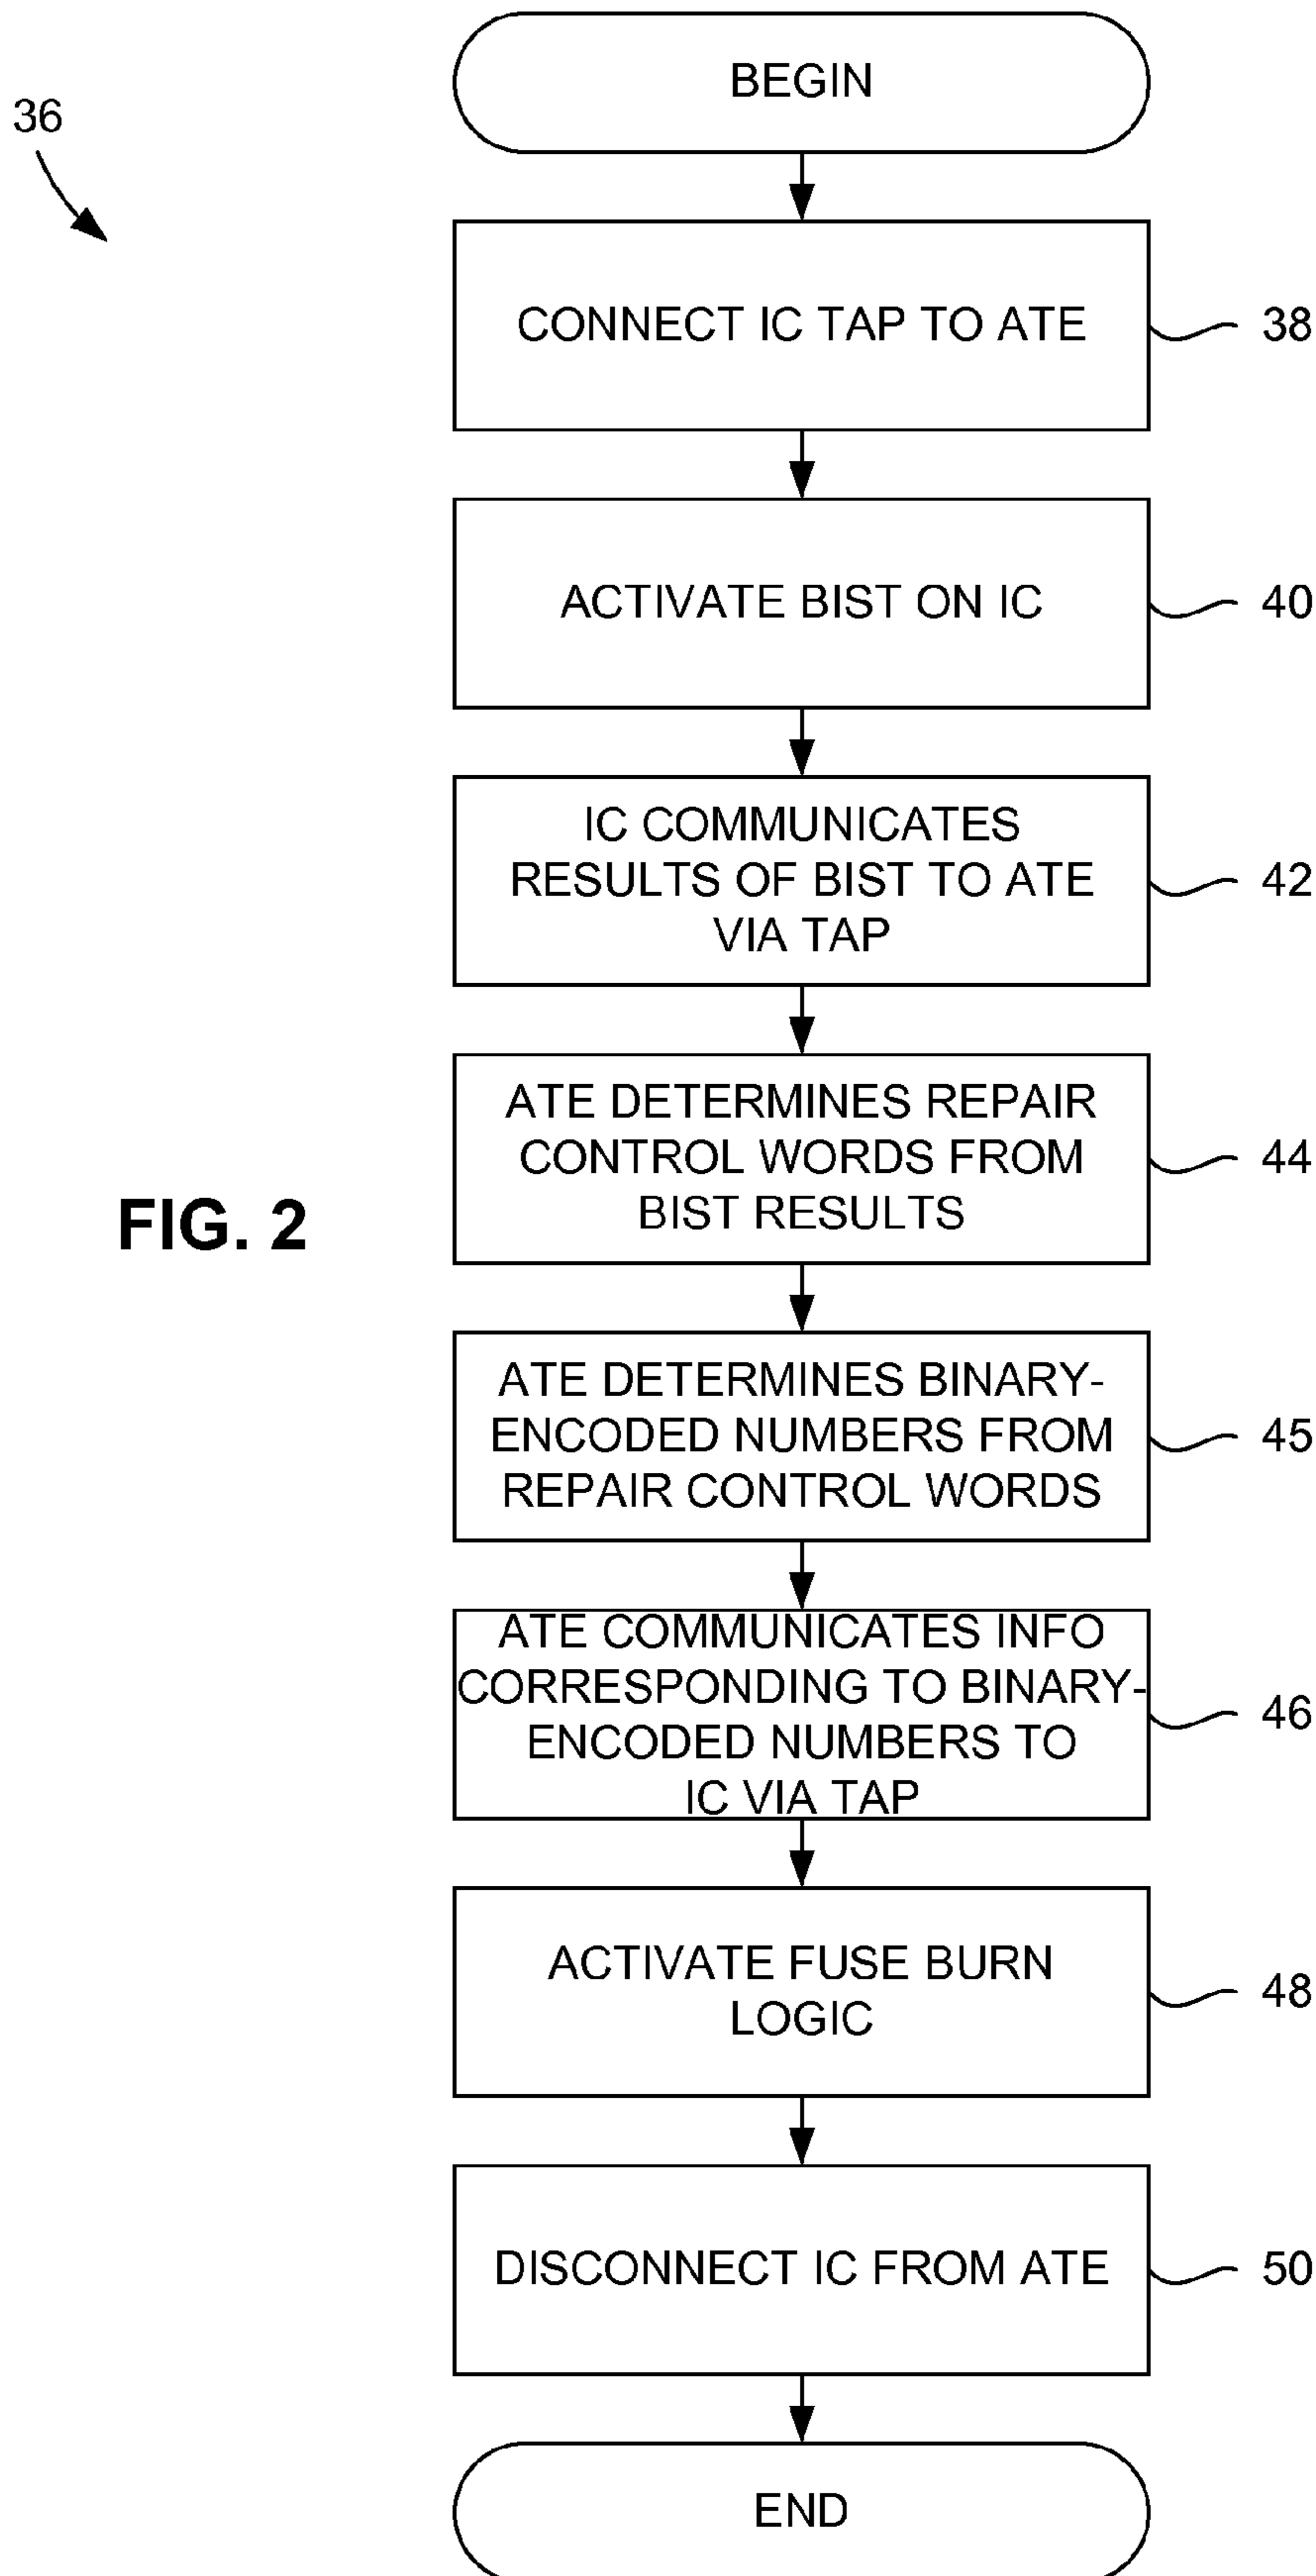 36
BEGIN
CONNECT IC TAP TO ATE
38
ACTIVATE BIST ON IC
40
IC COMMUNICATES
RESULTS OF BIST TO ATE
VIA TAP
42
ATE DETERMINES REPAIR
CONTROL WORDS FROM
BIST RESULTS
44
FIG. 2
ATE DETERMINES BINARY-
ENCODED NUMBERS FROM
REPAIR CONTROL WORDS
45
ATE COMMUNICATES INFO
CORRESPONDING TO BINARY-
ENCODED NUMBERS TO
IC VIA TAP
46
ACTIVATE FUSE BURN
LOGIC
48
DISCONNECT IC FROM ATE
50
END